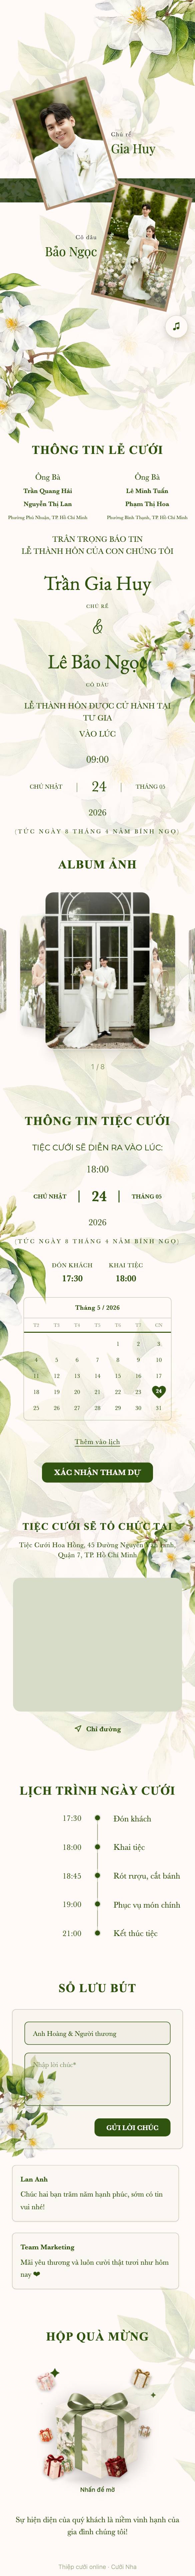 Chú rể
Gia Huy
Cô dâu
Bảo Ngọc
THÔNG TIN LỄ CƯỚI
Ông Bà
Trần Quang Hải
Nguyễn Thị Lan
Phường Phú Nhuận, TP. Hồ Chí Minh
Ông Bà
Lê Minh Tuấn
Phạm Thị Hoa
Phường Bình Thạnh, TP. Hồ Chí Minh
TRÂN TRỌNG BÁO TIN
LỄ THÀNH HÔN CỦA CON CHÚNG TÔI
Trần Gia Huy
CHÚ RỂ
&
Lê Bảo Ngọc
CÔ DÂU
LỄ THÀNH HÔN ĐƯỢC CỬ HÀNH TẠI
TƯ GIA
VÀO LÚC
09:00
CHỦ NHẬT | 24 | THÁNG 05
2026
(TỨC NGÀY 8 THÁNG 4 NĂM BÍNH NGỌ)
ALBUM ẢNH
1 / 8
THÔNG TIN TIỆC CƯỚI
TIỆC CƯỚI SẼ DIỄN RA VÀO LÚC:
18:00
CHỦ NHẬT | 24 | THÁNG 05
2026
(TỨC NGÀY 8 THÁNG 4 NĂM BÍNH NGỌ)
ĐÓN KHÁCH KHAI TIỆC
17:30 18:00
Tháng 5 / 2026
T2 T3 T4 T5 T6 T7 CN
1 2 3
4 5 6 7 8 9 10
11 12 13 14 15 16 17
18 19 20 21 22 23 24
25 26 27 28 29 30 31
Thêm vào lịch
XÁC NHẬN THAM DỰ
TIỆC CƯỚI SẼ TỔ CHỨC TẠI
Tiệc Cưới Hoa Hồng, 45 Đường Nguyễn
Quận 7, TP. Hồ Chí Minh
Chỉ đường
LỊCH TRÌNH NGÀY CƯỚI
17:30 Đón khách
18:00 Khai tiệc
18:45 Rót rượu, cắt bánh
19:00 Phục vụ món chính
21:00 Kết thúc tiệc
SỔ LƯU BÚT
Anh Hoàng & Người thương
Nhập lời chúc*
GỬI LỜI CHÚC
Lan Anh
Chúc hai bạn trăm năm hạnh phúc, sớm có tin
vui nhé!
Team Marketing
Mãi yêu thương và luôn cười thật tươi như hôm
nay ❤
HỘP QUÀ MỪNG
Nhấn để mở
Sự hiện diện của quý khách là niềm vinh hạnh của
gia đình chúng tôi!
Thiệp cưới online · Cưới Nha